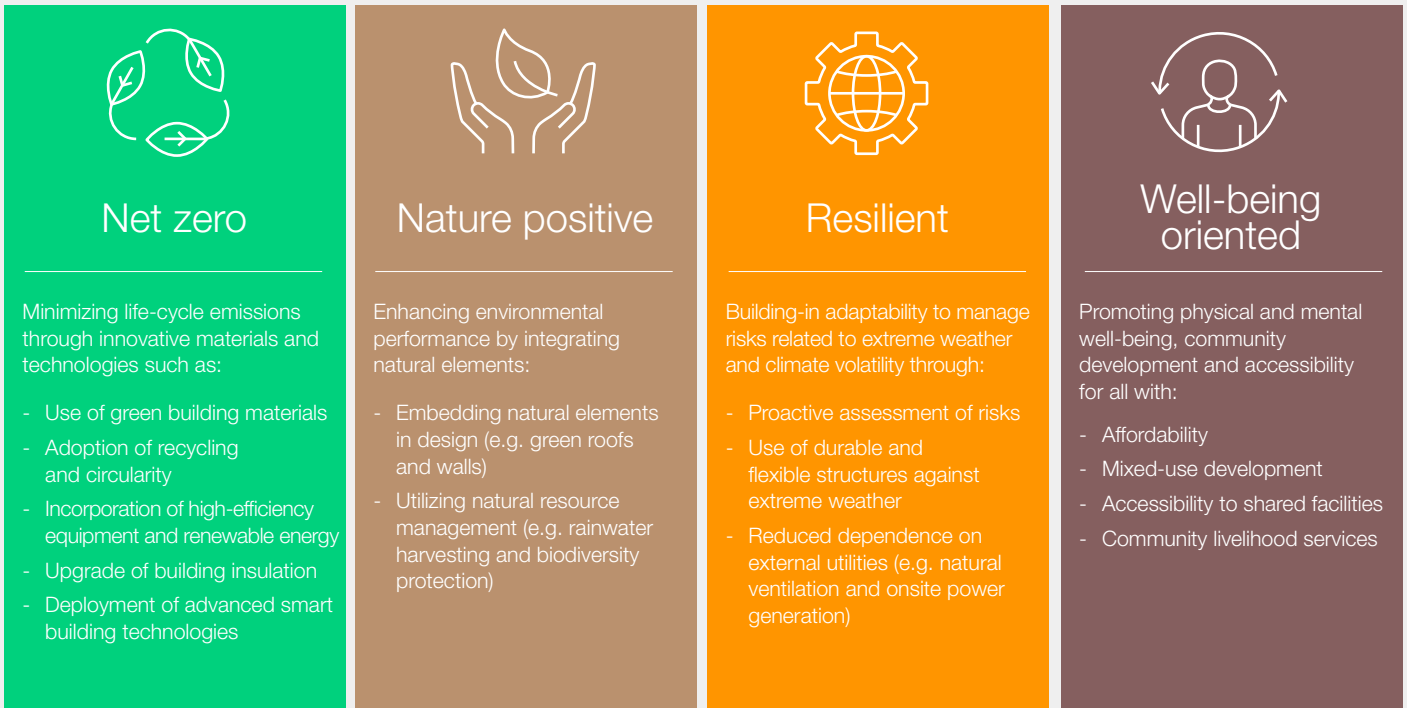 Net zero
Minimizing life-cycle emissions
through innovative materials and
technologies such as:
- Use of green building materials
- Adoption of recycling
and circularity
- Incorporation of high-efficiency
equipment and renewable energy
- Upgrade of building insulation
- Deployment of advanced smart
building technologies
Nature positive
Enhancing environmental
performance by integrating
natural elements:
- Embedding natural elements
in design (e.g. green roofs
and walls)
- Utilizing natural resource
management (e.g. rainwater
harvesting and biodiversity
protection)
Resilient
Building-in adaptability to manage
risks related to extreme weather
and climate volatility through:
- Proactive assessment of risks
- Use of durable and
flexible structures against
extreme weather
- Reduced dependence on
external utilities (e.g. natural
ventilation and onsite power
generation)
Well-being
oriented
Promoting physical and mental
well-being, community
development and accessibility
for all with:
- Affordability
- Mixed-use development
- Accessibility to shared facilities
- Community livelihood services